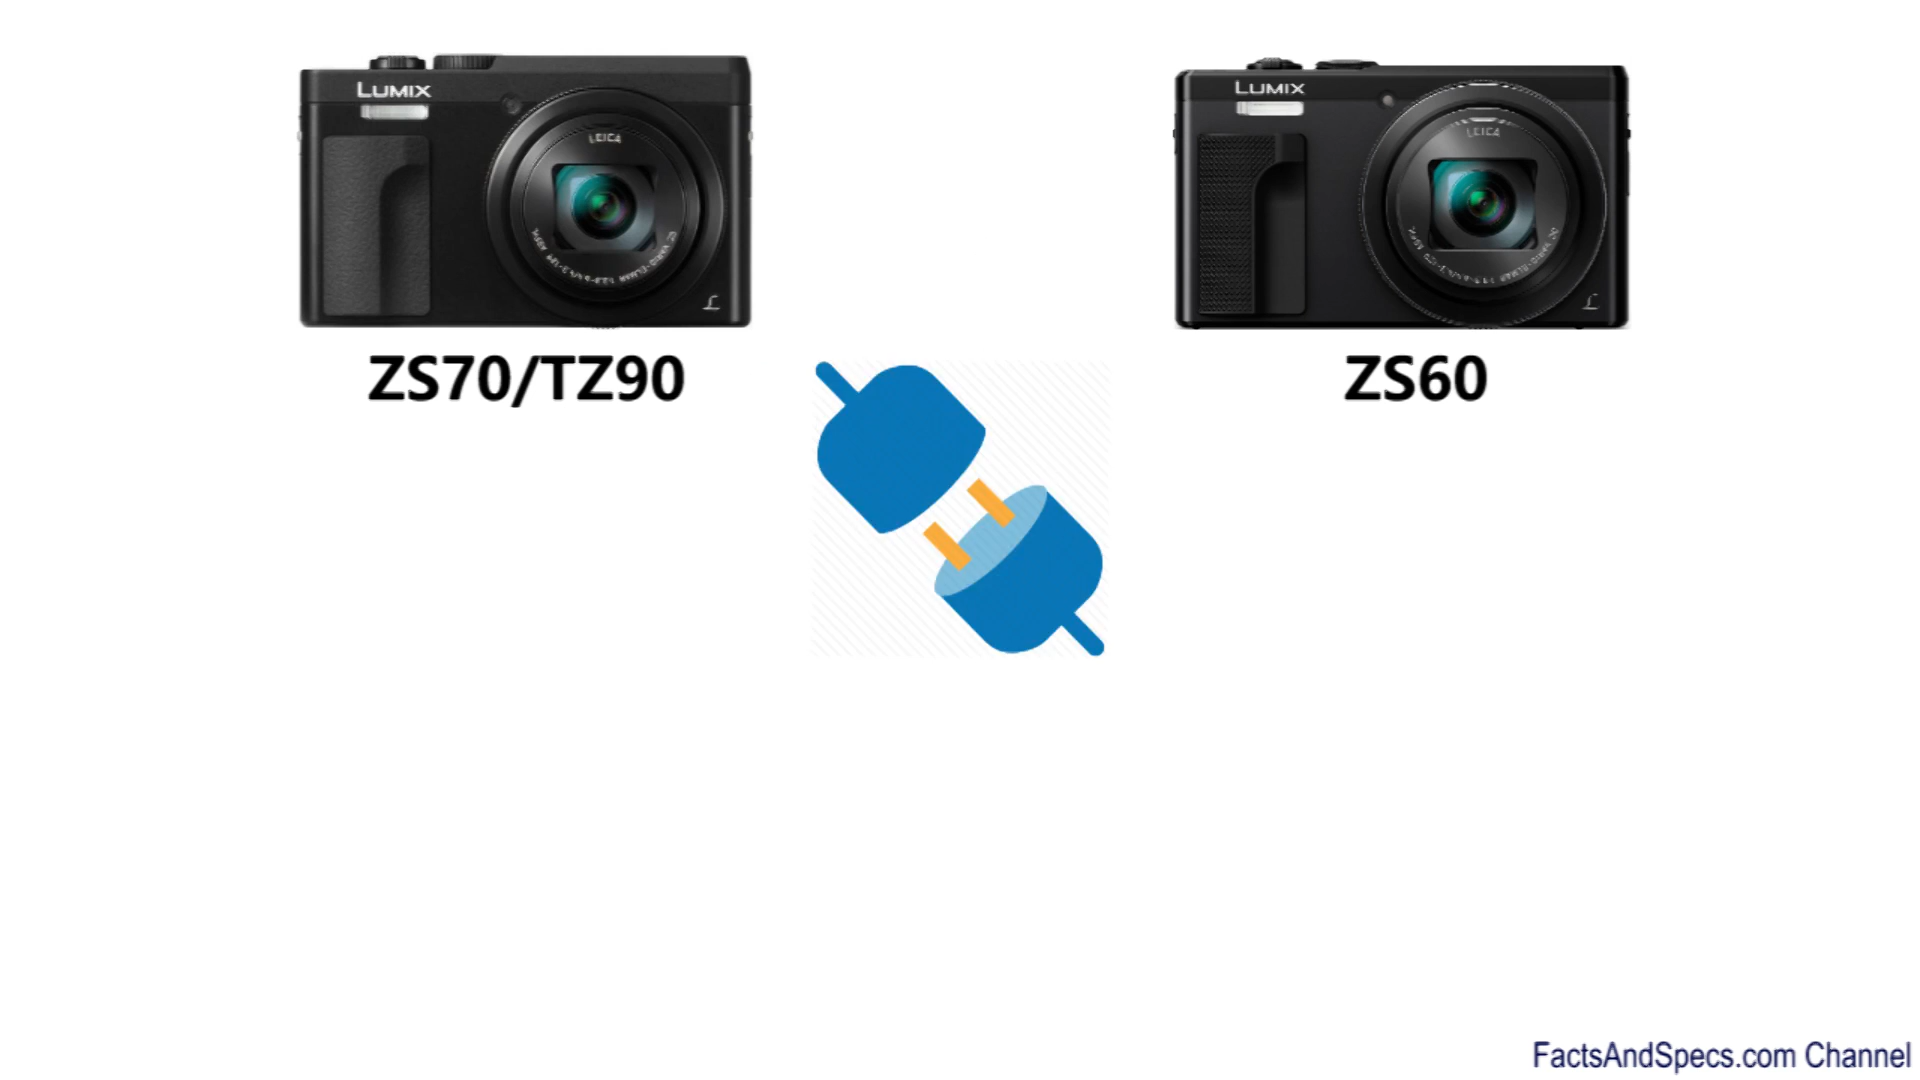 LUMIX
LEICA
L
ZS70/TZ90
LUMIX
LEICA
L
ZS60
FactsAndSpecs.com Channel